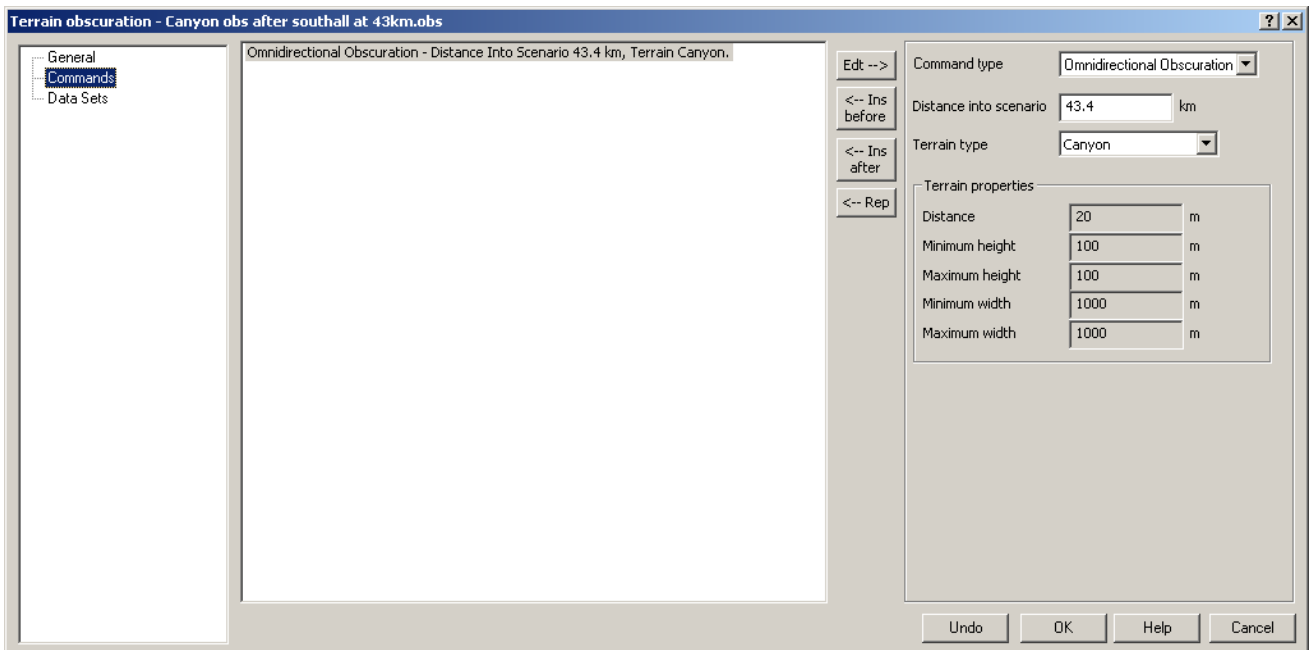 Terrain obscuration - Canyon obs after southall at 43km.obs
General
Commands
Data Sets
Omnidirectional Obscuration - Distance Into Scenario 43.4 km, Terrain Canyon.
Edt -->
<-- Ins
before
<-- Ins
after
<-- Rep
Command type Omnidirectional Obscuration
Distance into scenario 43.4 km
Terrain type Canyon
Terrain properties
Distance 20 m
Minimum height 100 m
Maximum height 100 m
Minimum width 1000 m
Maximum width 1000 m
Undo OK Help Cancel